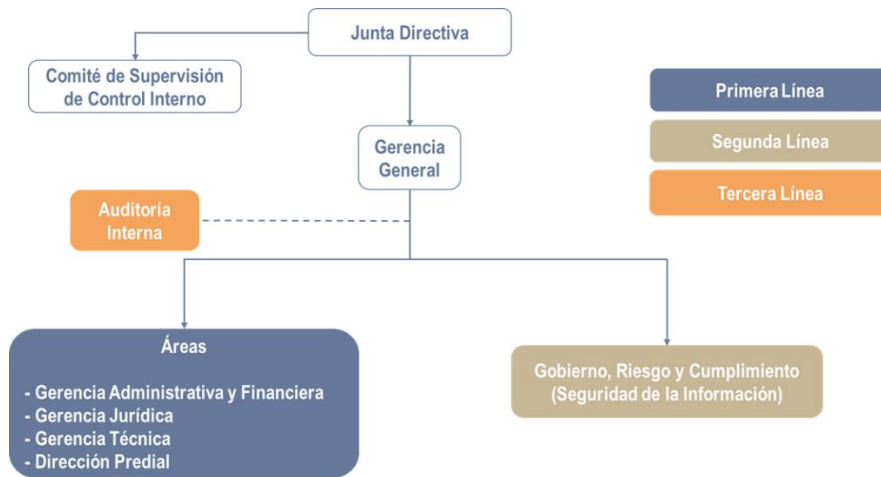 Junta Directiva
Comité de Supervisión
de Control Interno
Primera Línea
Gerencia
General
Segunda Línea
Tercera Línea
Auditoría
Interna
Áreas
- Gerencia Administrativa y Financiera
- Gerencia Jurídica
- Gerencia Técnica
- Dirección Predial
Gobierno, Riesgo y Cumplimiento
(Seguridad de la Información)